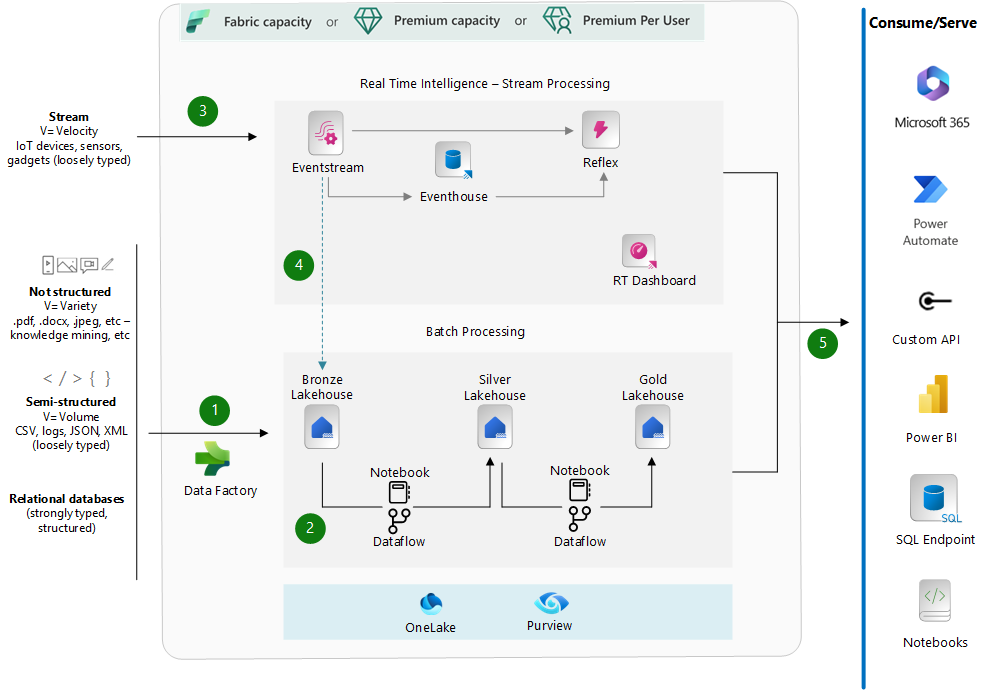 Fabric capacity or Premium capacity or Premium Per User
Consume/Serve
Real Time Intelligence – Stream Processing
3
Stream
V= Velocity
IoT devices, sensors,
gadgets (loosely typed)
Eventstream
Reflex
Eventhouse
4
RT Dashboard
Not structured
V= Variety
.pdf, .docx, .jpeg, etc –
knowledge mining, etc
Batch Processing
</> { }
Semi-structured
V= Volume
CSV, logs, JSON, XML
(loosely typed)
1
Data Factory
Relational databases
(strongly typed,
structured)
Bronze
Lakehouse
Silver
Lakehouse
Gold
Lakehouse
Notebook
Notebook
2
Dataflow
Dataflow
OneLake
Purview
5
Microsoft 365
Power
Automate
Custom API
Power BI
SQL
SQL Endpoint
</>
Notebooks